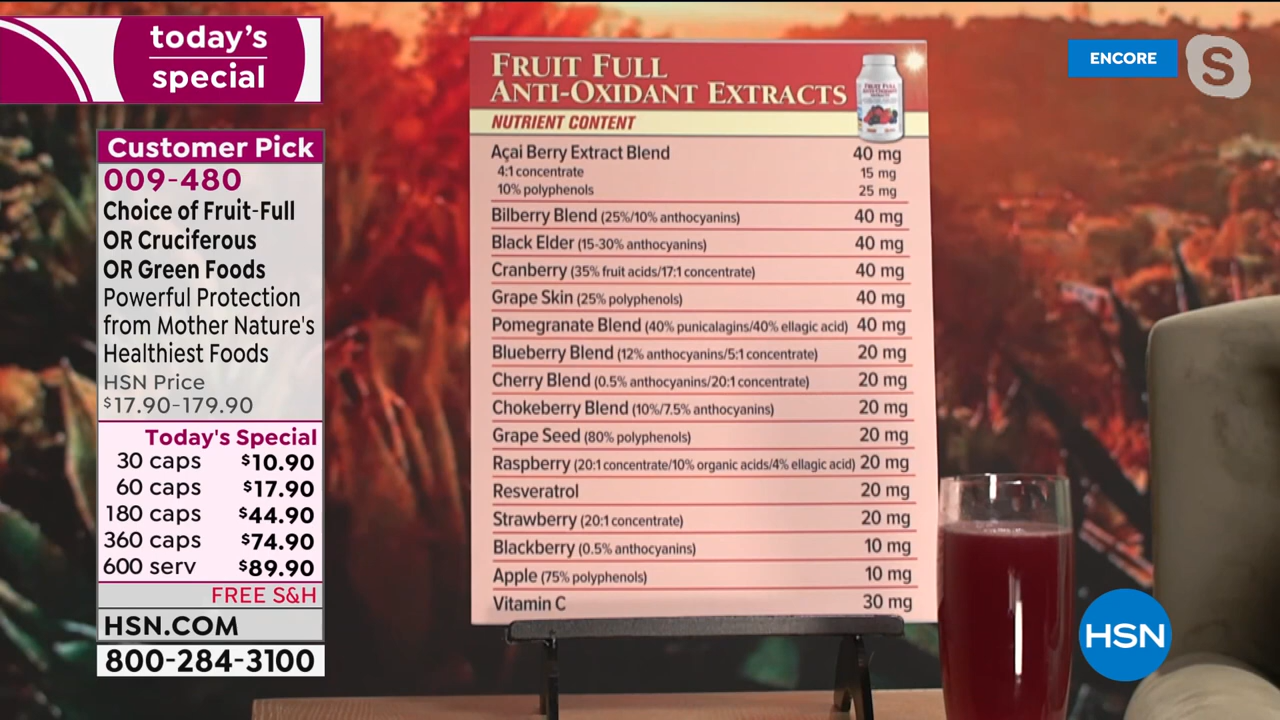 today's
special
Customer Pick
009-480
Choice of Fruit-Full
OR Cruciferous
OR Green Foods
Powerful Protection
from Mother Nature's
Healthiest Foods
HSN Price
$17.90-179.90
Today's Special
30 caps $10.90
60 caps $17.90
180 caps $44.90
360 caps $74.90
600 serv $89.90
FREE S&H
HSN.COM
800-284-3100
FRUIT FULL
ANTI-OXIDANT EXTRACTS
NUTRIENT CONTENT
Açai Berry Extract Blend 40 mg
4:1 concentrate 15 mg
10% polyphenols 25 mg
Bilberry Blend (25%/10% anthocyanins) 40 mg
Black Elder (15-30% anthocyanins) 40 mg
Cranberry (35% fruit acids/17:1 concentrate) 40 mg
Grape Skin (25% polyphenols) 40 mg
Pomegranate Blend (40% punicalagins/40% ellagic acid) 40 mg
Blueberry Blend (12% anthocyanins/5:1 concentrate) 20 mg
Cherry Blend (0.5% anthocyanins/20:1 concentrate) 20 mg
Chokeberry Blend (10%/7.5% anthocyanins) 20 mg
Grape Seed (80% polyphenols) 20 mg
Raspberry (20:1 concentrate/10% organic acids/4% ellagic acid) 20 mg
Resveratrol 20 mg
Strawberry (20:1 concentrate) 20 mg
Blackberry (0.5% anthocyanins) 10 mg
Apple (75% polyphenols) 10 mg
Vitamin C 30 mg
FRUIT FULL
ANTI-OXIDANT
ENCORE
S
HSN